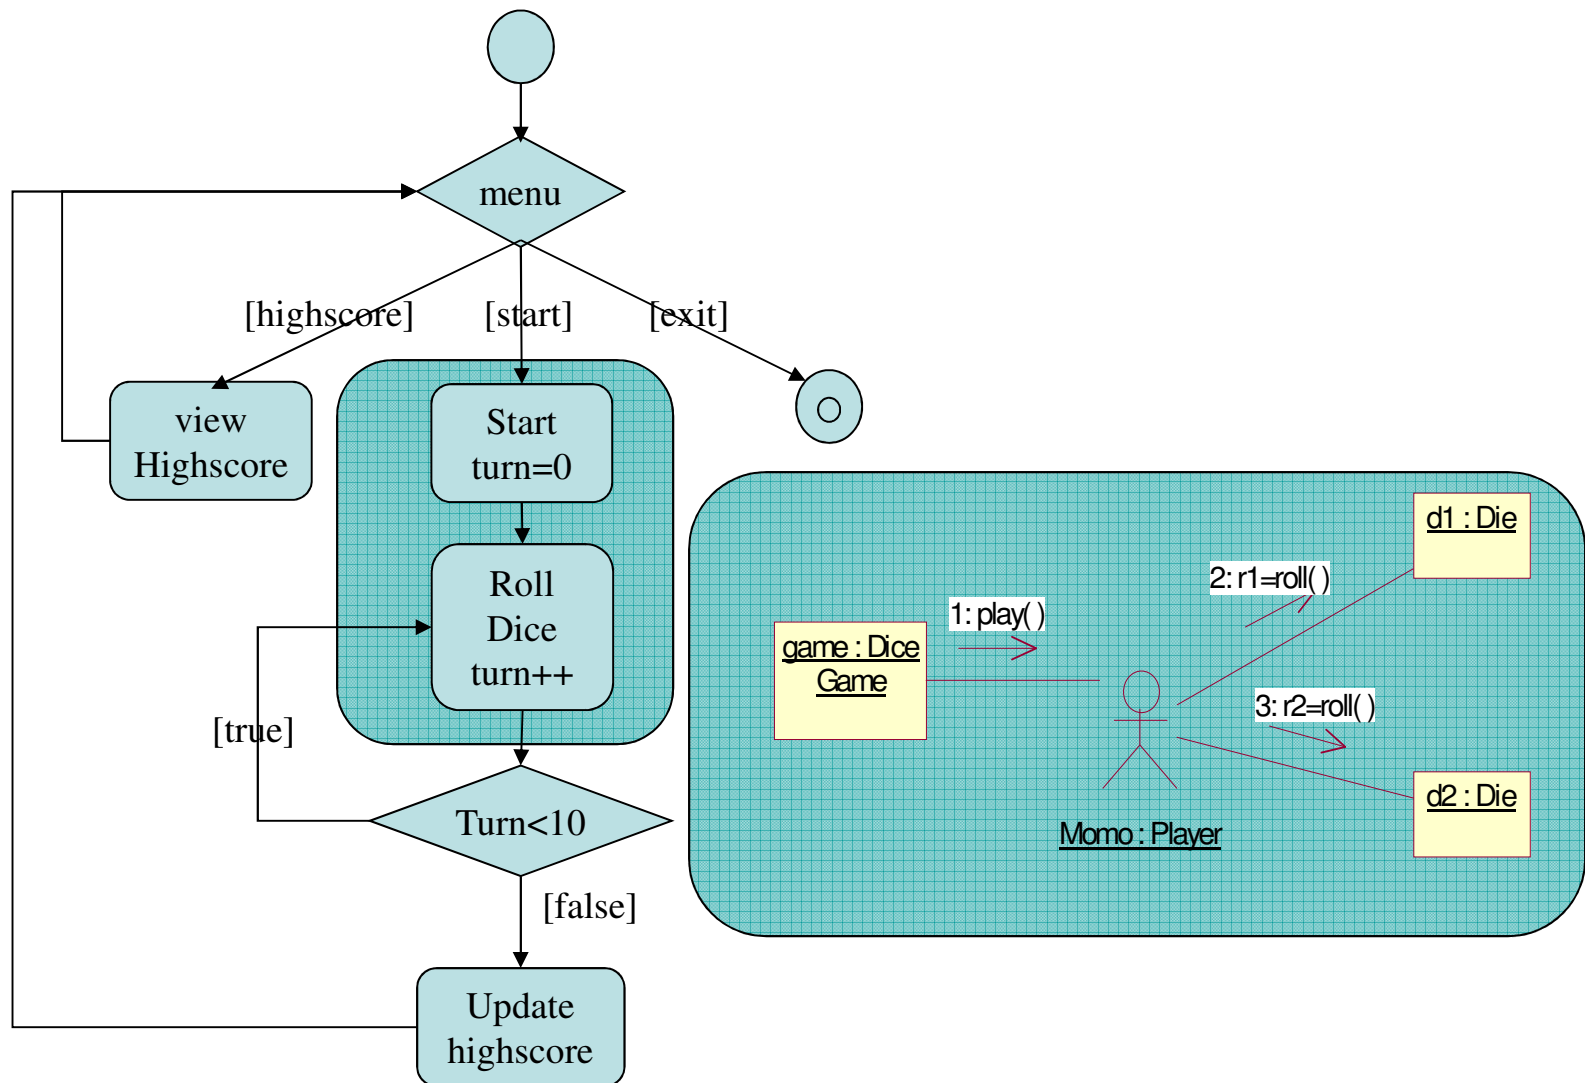 menu
[highscore]
[start]
[exit]
view
Highscore
Start
turn=0
Roll
Dice
turn++
[true]
Turn<10
[false]
Update
highscore
game : Dice
Game
1: play( )
2: r1=roll( )
d1 : Die
3: r2=roll( )
d2 : Die
Momo : Player